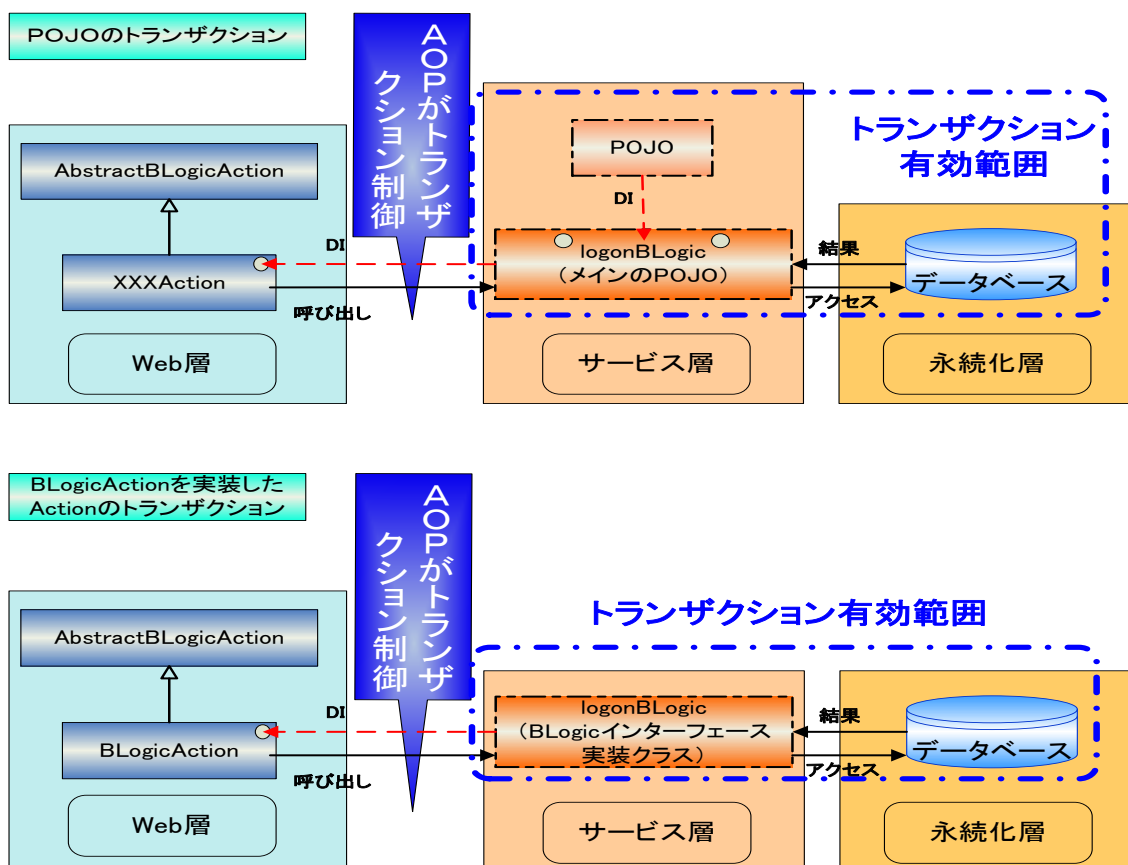 POJOのトランザクション
AOPがトランザ
クション制御
トランザクション
有効範囲
POJO
AbstractBLogicAction
DI
DI
logonBLogic
(メインのPOJO)
結果
データベース
XXXAction
呼び出し
アクセス
Web層
サービス層
永続化層
BLogicActionを実装した
Actionのトランザクション
AOPがトランザ
クション制御
トランザクション有効範囲
AbstractBLogicAction
DI
logonBLogic
(BLogicインターフェース
実装クラス)
結果
データベース
BLogicAction
呼び出し
アクセス
Web層
サービス層
永続化層